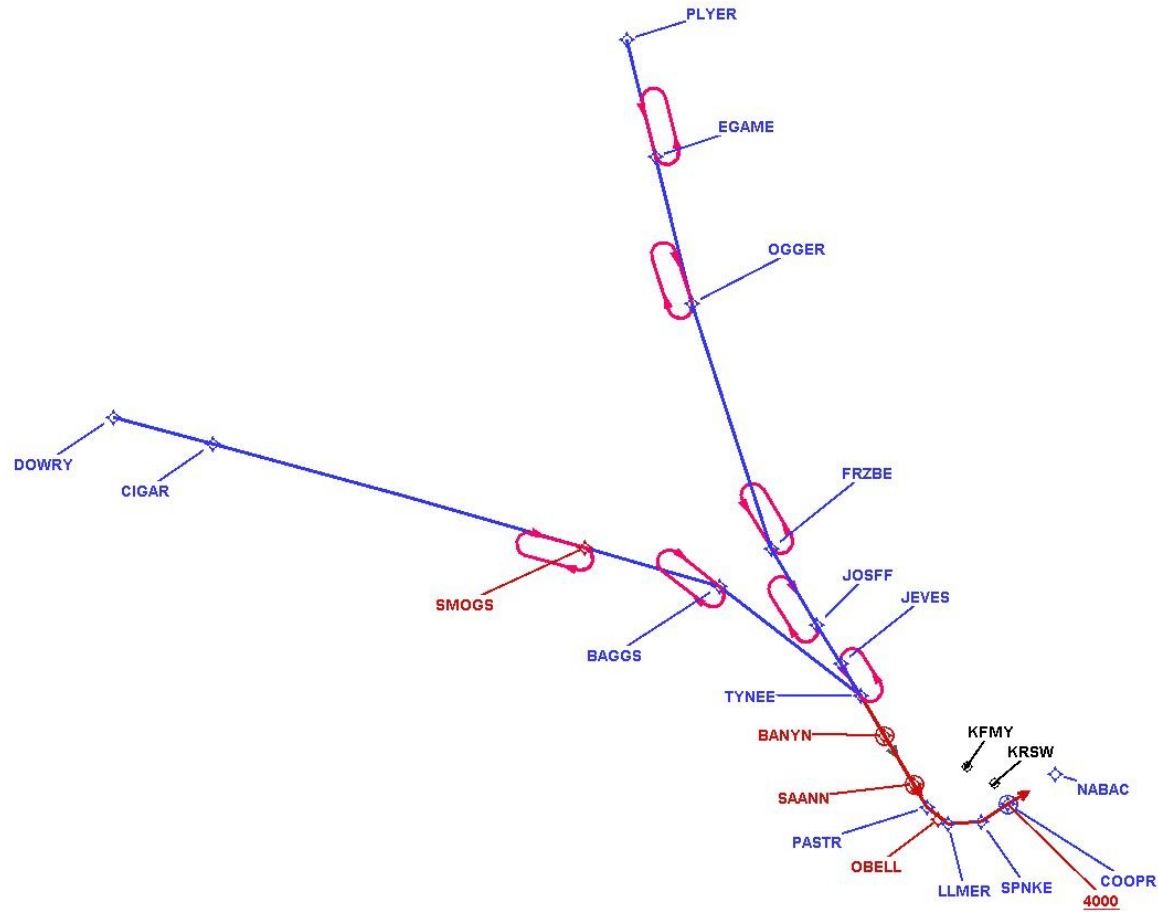 PLYER
EGAME
OGGER
DOWRY
CIGAR
FRZBE
JOSFF
JEVES
SMOGS
BAGGS
TYNEE
BANYN
KFMY
KRSW
NABAC
SAANN
PASTR
OBELL
LLMER
SPNKE
COOPR
4000